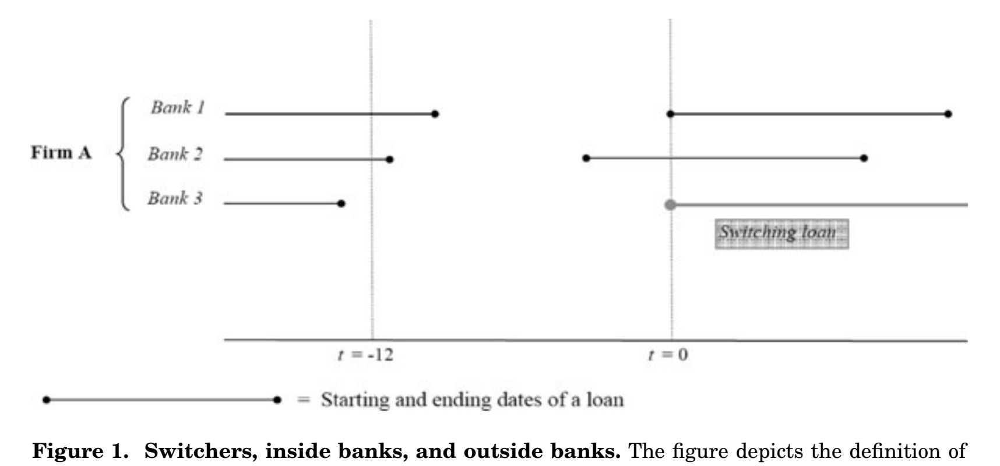 Bank 1
Firm A
Bank 2
Bank 3
Switching loan
t = -12
t = 0
= Starting and ending dates of a loan
Figure 1. Switchers, inside banks, and outside banks. The figure depicts the definition of